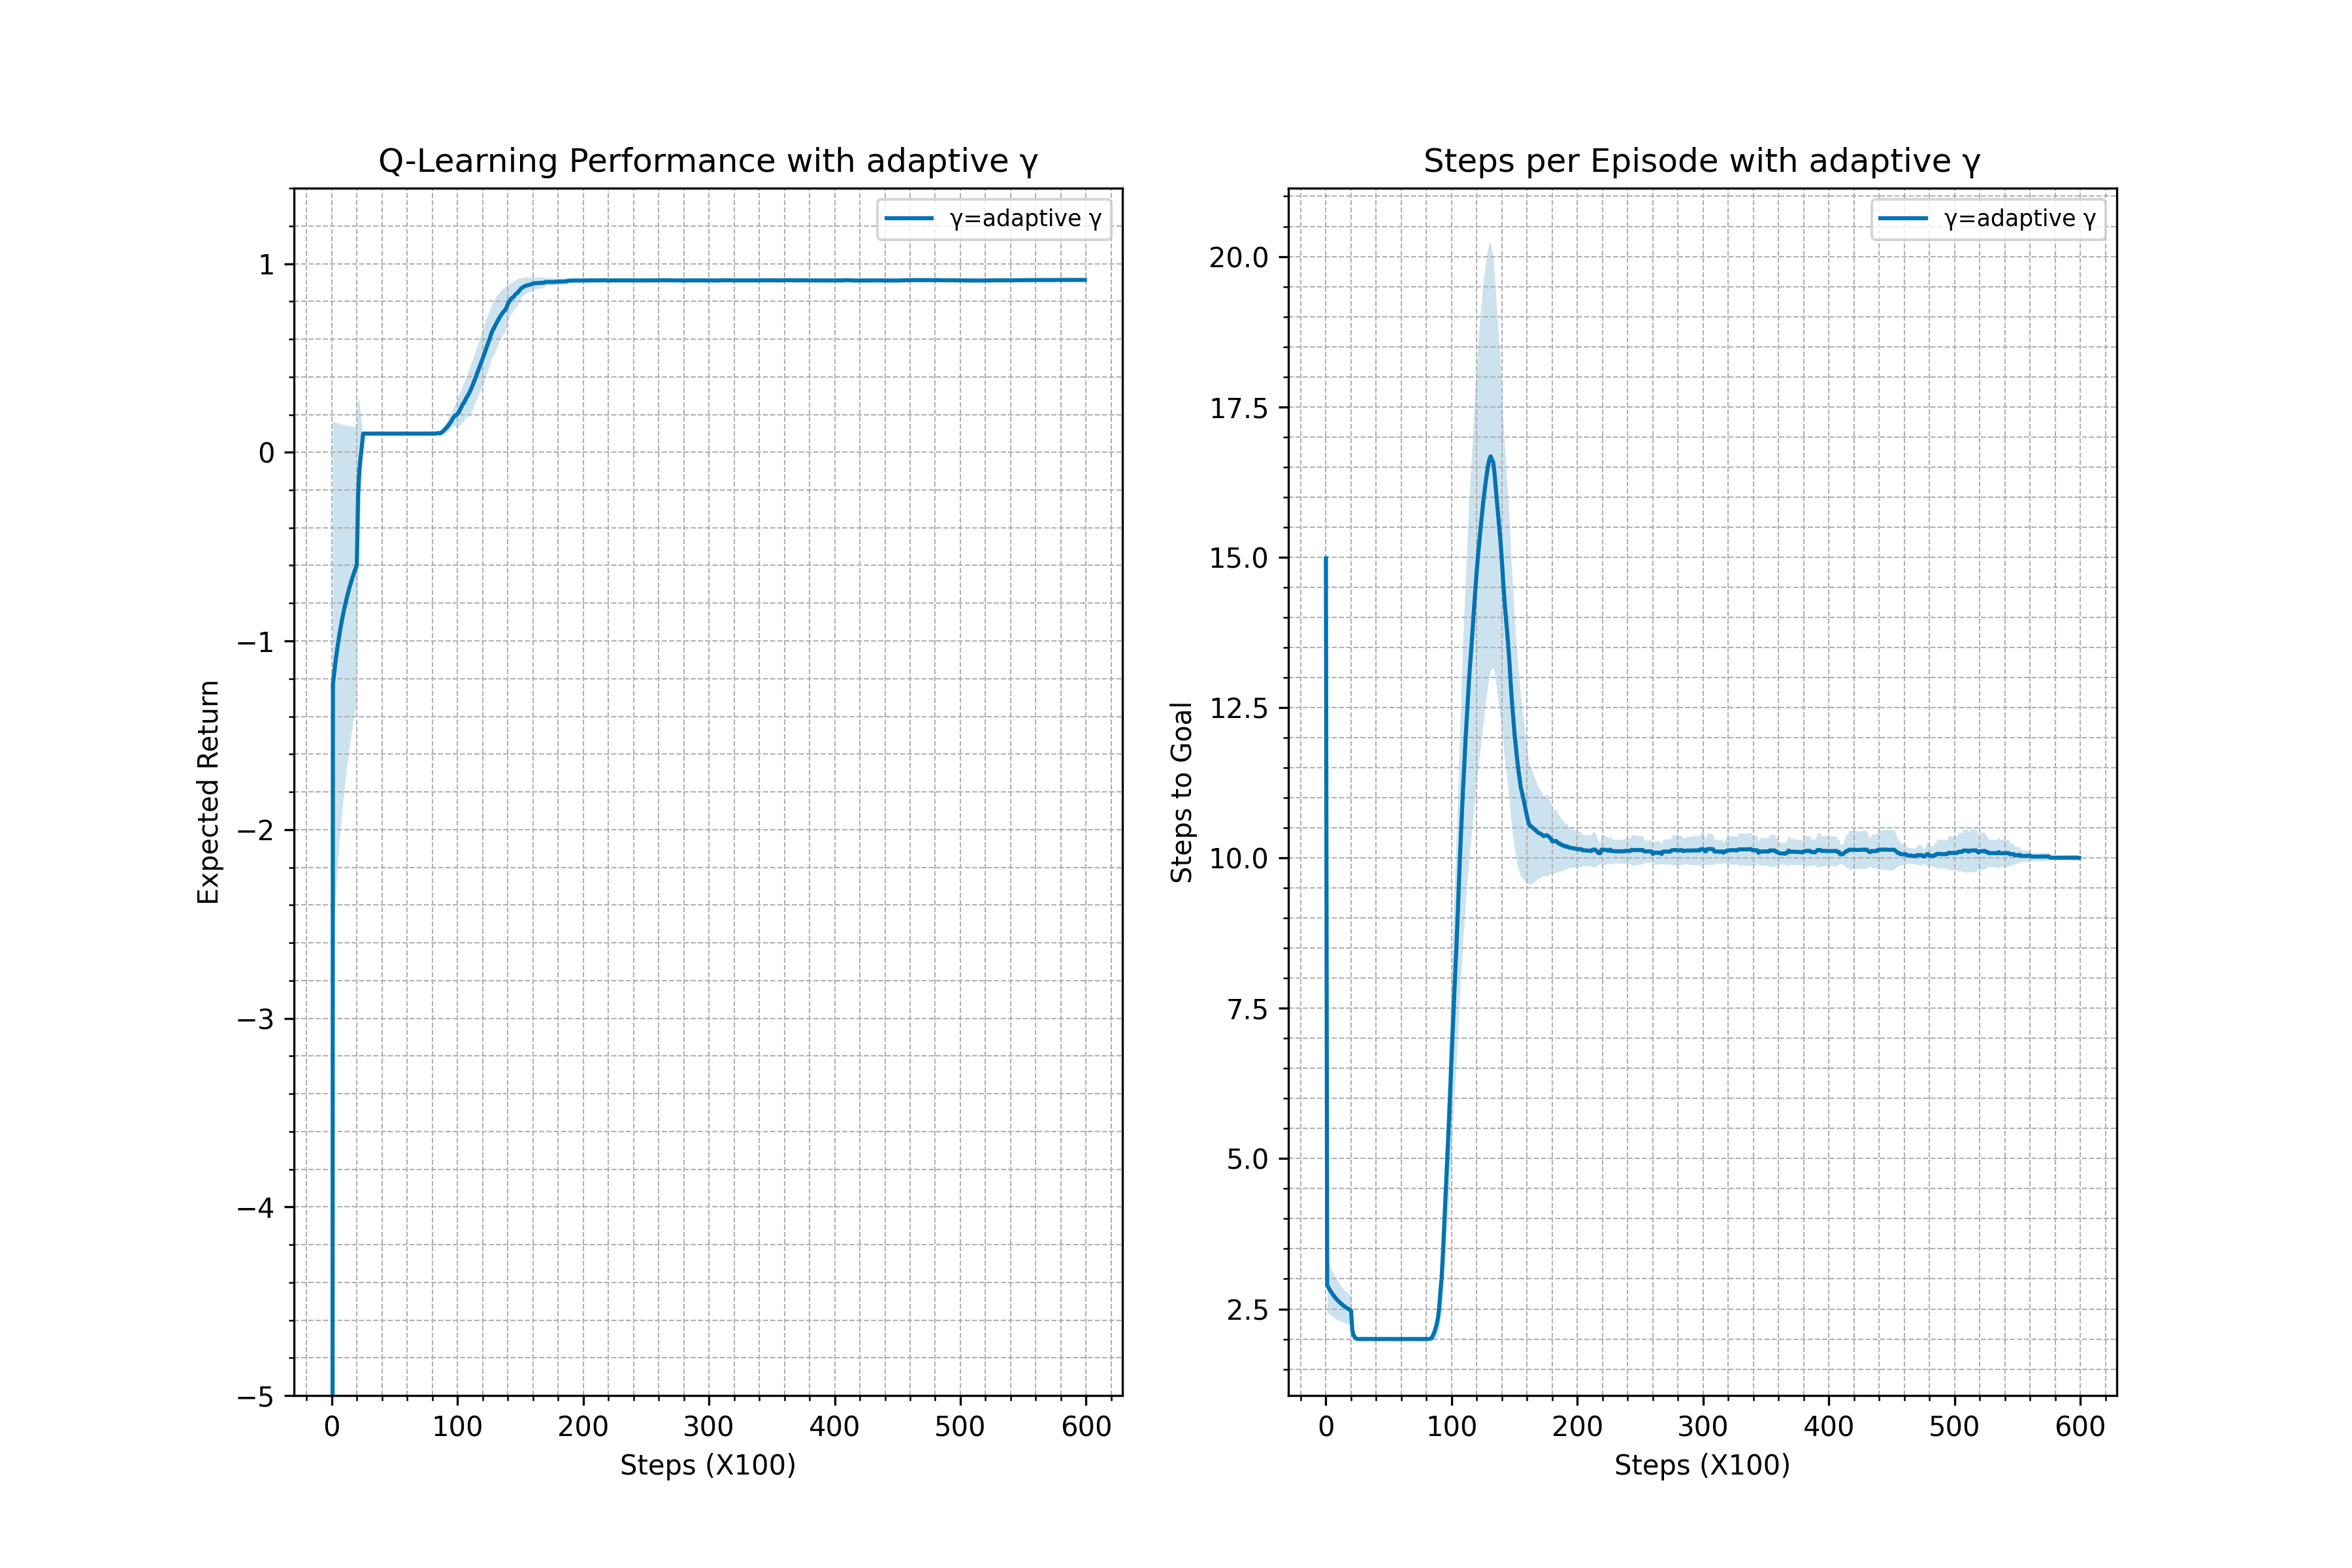 Q-Learning Performance with adaptive γ
γ=adaptive γ
1
0
−1
−2
−3
−4
−5
Expected Return
0 100 200 300 400 500 600
Steps (X100)
Steps per Episode with adaptive γ
γ=adaptive γ
20.0
17.5
15.0
12.5
10.0
7.5
5.0
2.5
Steps to Goal
0 100 200 300 400 500 600
Steps (X100)